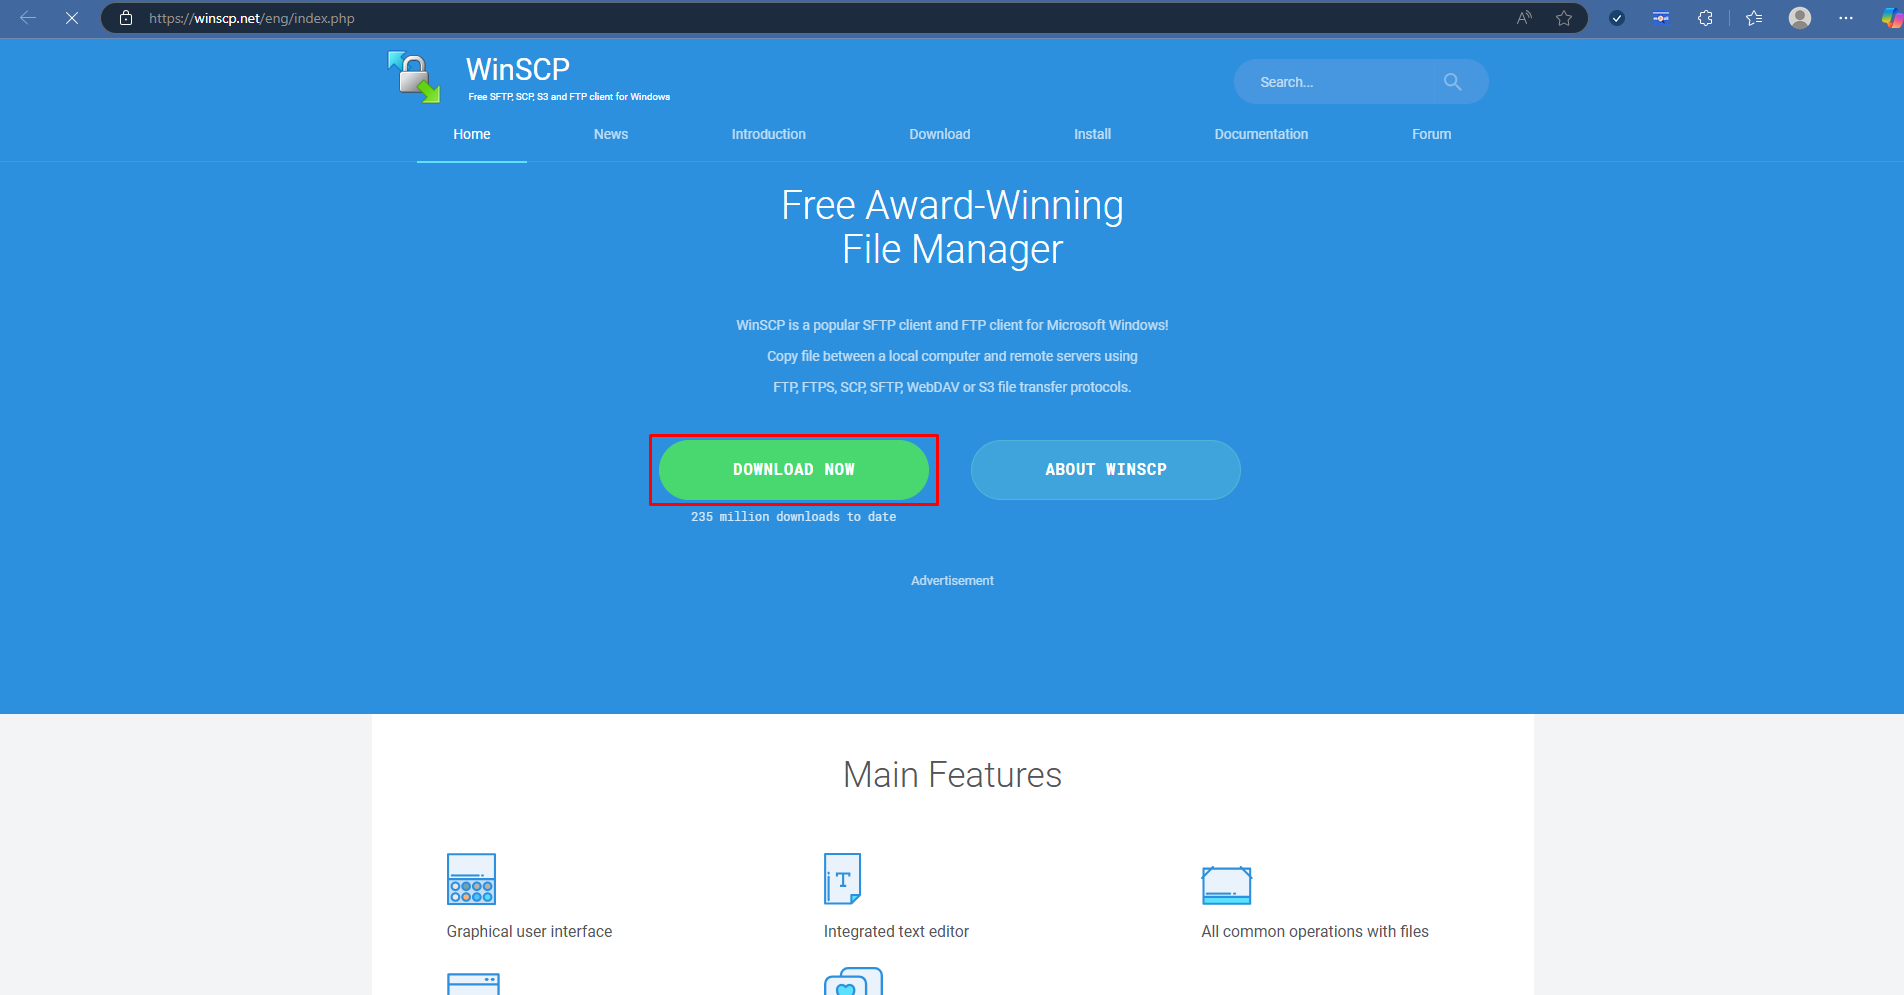 https://winscp.net/eng/index.php
WinSCP
Free SFTP, SCP, S3 and FTP client for Windows
Search...
Home News Introduction Download Install Documentation Forum
Free Award-Winning
File Manager
WinSCP is a popular SFTP client and FTP client for Microsoft Windows!
Copy file between a local computer and remote servers using
FTP, FTPS, SCP, SFTP, WebDAV or S3 file transfer protocols.
DOWNLOAD NOW ABOUT WINSCP
235 million downloads to date
Advertisement
Main Features
Graphical user interface Integrated text editor All common operations with files